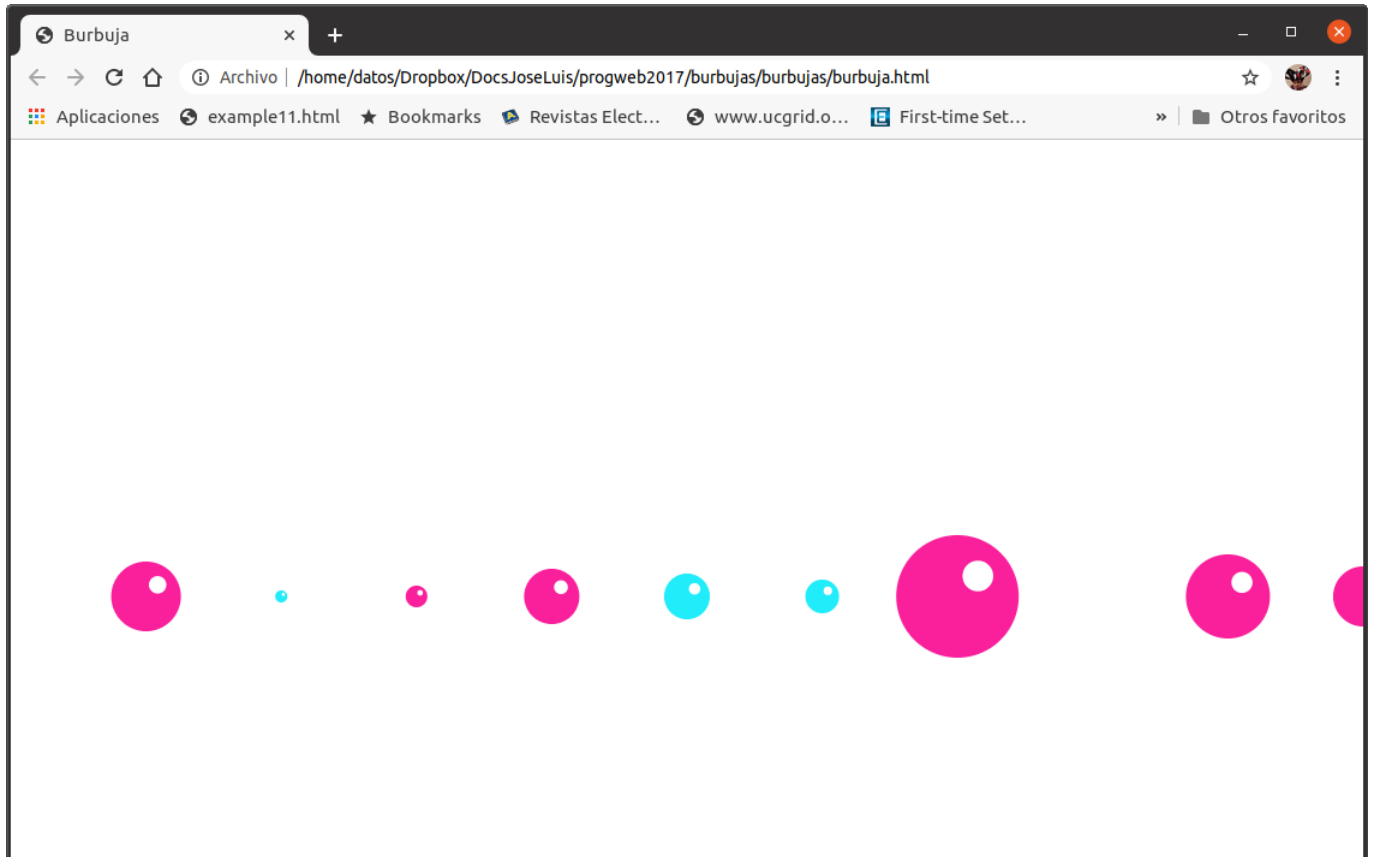 Burbuja
Archivo /home/datos/Dropbox/DocsJoseLuis/progweb2017/burbujas/burbujas/burbuja.html
Aplicaciones example11.html Bookmarks Revistas Elect... www.ucgrid.o... First-time Set... » Otros favoritos